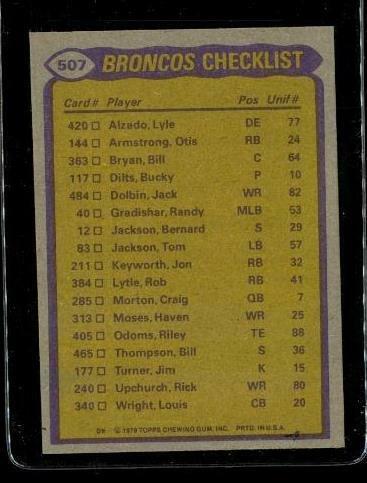 507 BRONCOS CHECKLIST
Card # Player Pos Unif #
420 □ Alzado, Lyle DE 77
144 □ Armstrong, Otis RB 24
363 □ Bryan, Bill C 64
117 □ Dilts, Bucky P 10
484 □ Dolbin, Jack WR 82
40 □ Gradishar, Randy MLB 53
12 □ Jackson, Bernard S 29
83 □ Jackson, Tom LB 57
211 □ Keyworth, Jon RB 32
384 □ Lytle, Rob RB 41
285 □ Morton, Craig QB 7
313 □ Moses, Haven WR 25
405 □ Odoms, Riley TE 88
465 □ Thompson, Bill S 36
177 □ Turner, Jim K 15
240 □ Upchurch, Rick WR 80
340 □ Wright, Louis CB 20
© 1979 TOPPS CHEWING GUM, INC. PRTD. IN U.S.A.